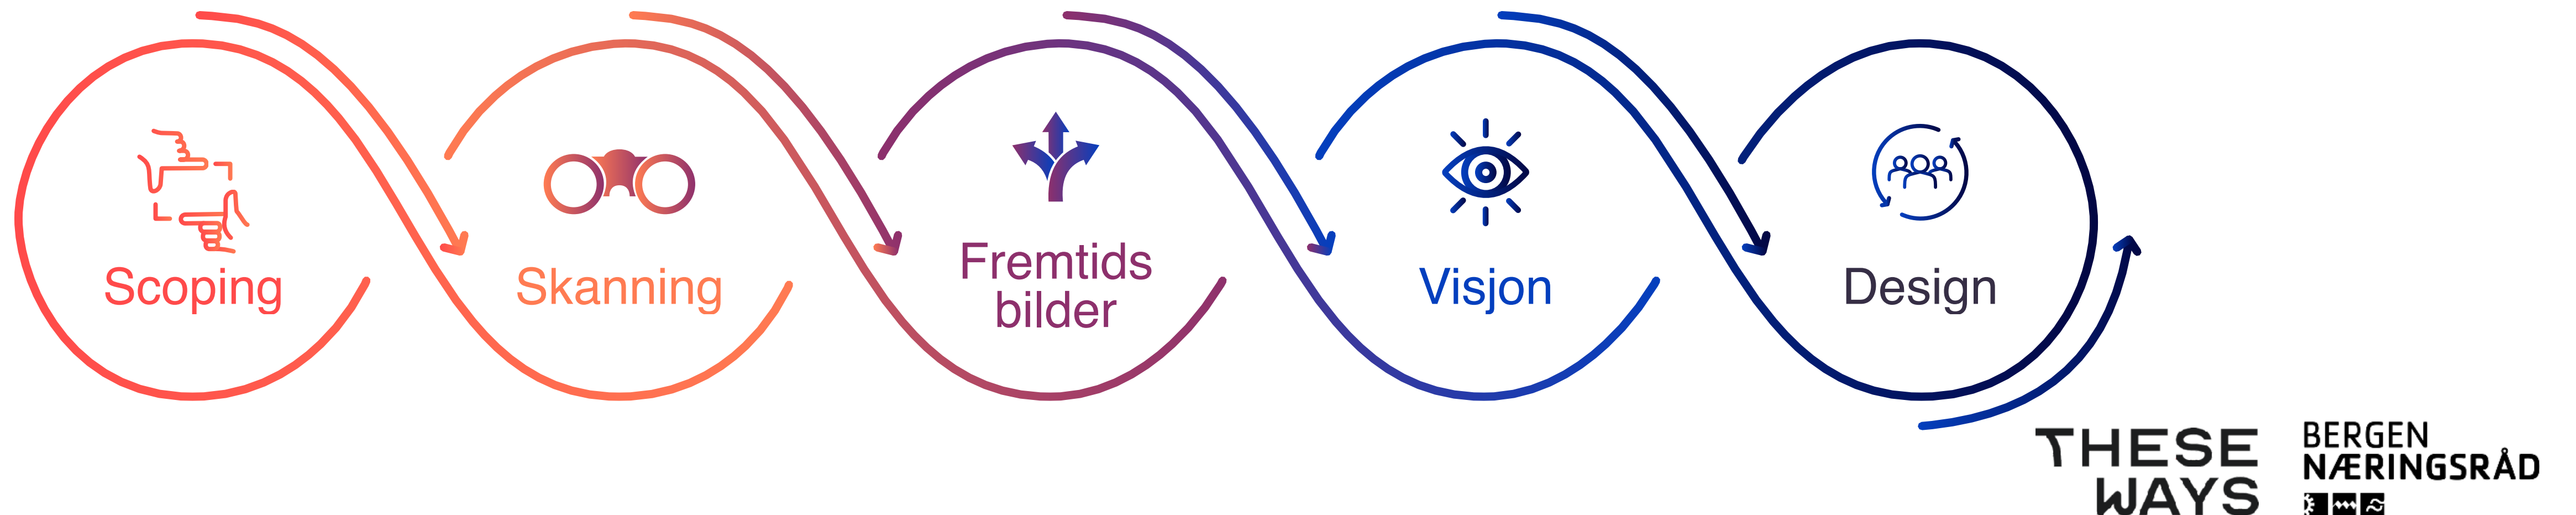 Scoping
Skanning
Fremtids
bilder
Visjon
Design
THESE
WAYS
BERGEN
NÆRINGSRÅD